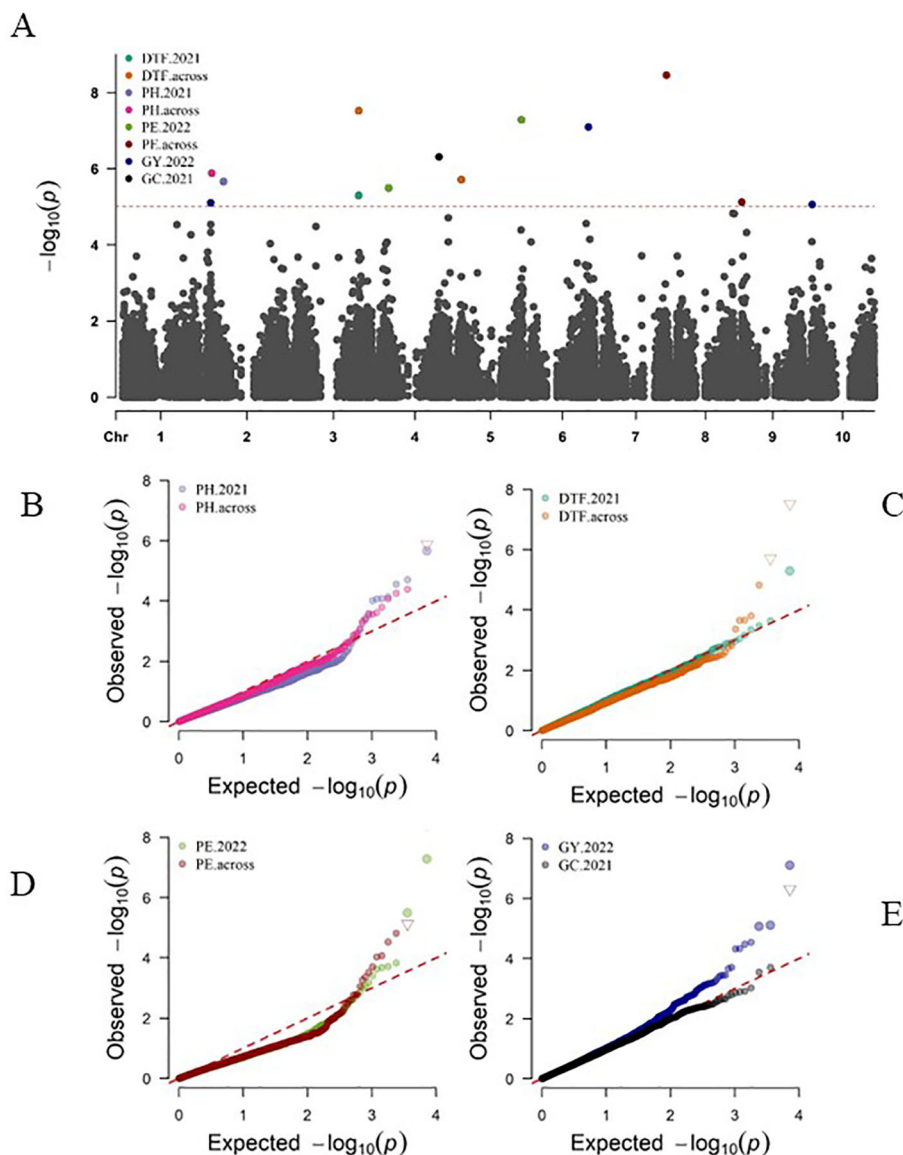 A
DTF.2021
DTF.across
PH.2021
PH.across
PE.2022
PE.across
GY.2022
GC.2021
−log10(p)
8
6
4
2
0
Chr 1 2 3 4 5 6 7 8 9 10
B
PH.2021
PH.across
Observed −log10(p)
8
6
4
2
0
0 1 2 3 4
Expected −log10(p)
C
DTF.2021
DTF.across
Observed −log10(p)
8
6
4
2
0
0 1 2 3 4
Expected −log10(p)
D
PE.2022
PE.across
Observed −log10(p)
8
6
4
2
0
0 1 2 3 4
Expected −log10(p)
E
GY.2022
GC.2021
Observed −log10(p)
8
6
4
2
0
0 1 2 3 4
Expected −log10(p)